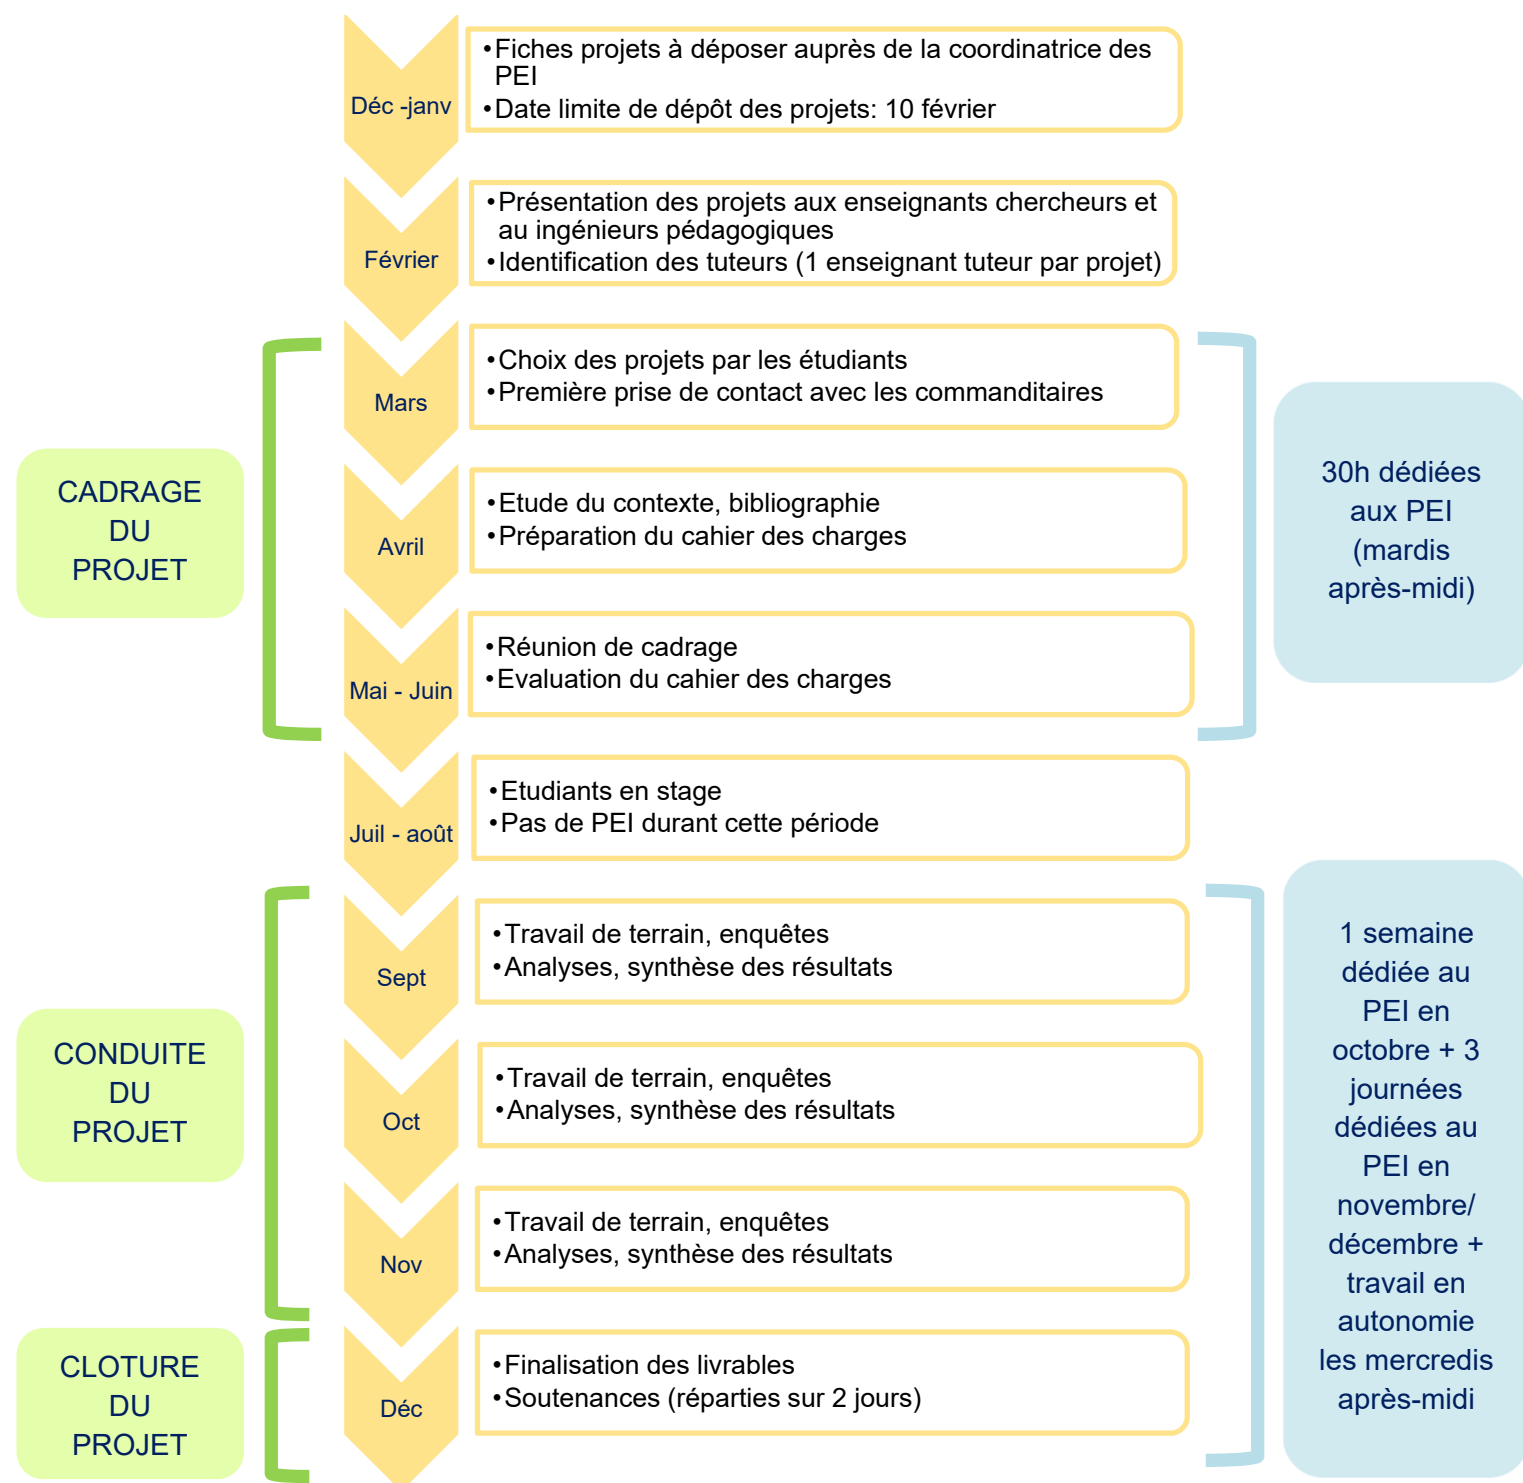 Déc -janv
•Fiches projets à déposer auprès de la coordinatrice des
PEI
•Date limite de dépôt des projets: 10 février
Février
•Présentation des projets aux enseignants chercheurs et
au ingénieurs pédagogiques
•Identification des tuteurs (1 enseignant tuteur par projet)
CADRAGE
DU
PROJET
Mars
•Choix des projets par les étudiants
•Première prise de contact avec les commanditaires
Avril
•Etude du contexte, bibliographie
•Préparation du cahier des charges
Mai - Juin
•Réunion de cadrage
•Evaluation du cahier des charges
30h dédiées
aux PEI
(mardis
après-midi)
Juil - août
•Etudiants en stage
•Pas de PEI durant cette période
CONDUITE
DU
PROJET
Sept
•Travail de terrain, enquêtes
•Analyses, synthèse des résultats
Oct
•Travail de terrain, enquêtes
•Analyses, synthèse des résultats
Nov
•Travail de terrain, enquêtes
•Analyses, synthèse des résultats
CLOTURE
DU
PROJET
Déc
•Finalisation des livrables
•Soutenances (réparties sur 2 jours)
1 semaine
dédiée au
PEI en
octobre + 3
journées
dédiées au
PEI en
novembre/
décembre +
travail en
autonomie
les mercredis
après-midi